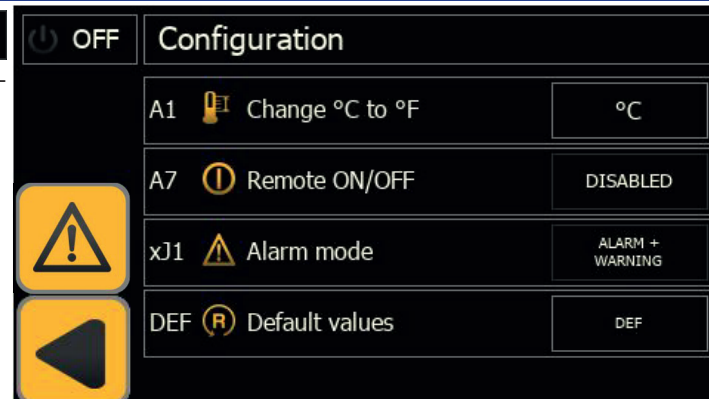 OFF Configuration
A1 Change °C to °F °C
A7 Remote ON/OFF DISABLED
xJ1 Alarm mode ALARM +
WARNING
DEF R Default values DEF